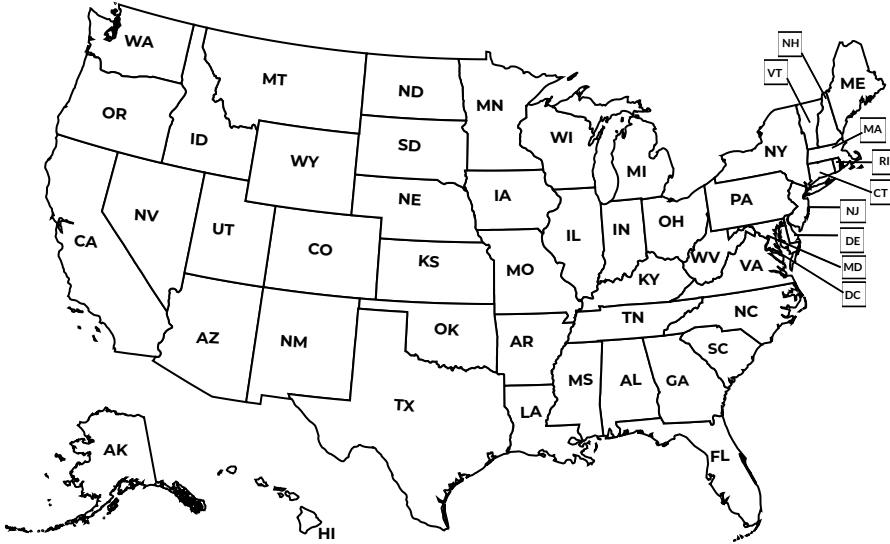 WA
OR
CA
NV
ID
MT
WY
UT
AZ
CO
NM
ND
SD
NE
KS
OK
TX
MN
IA
MO
AR
LA
WI
IL
MI
IN
OH
KY
TN
MS
AL
GA
FL
SC
NC
VA
WV
PA
NY
VT
NH
ME
MA
RI
CT
NJ
DE
MD
DC
AK
HI